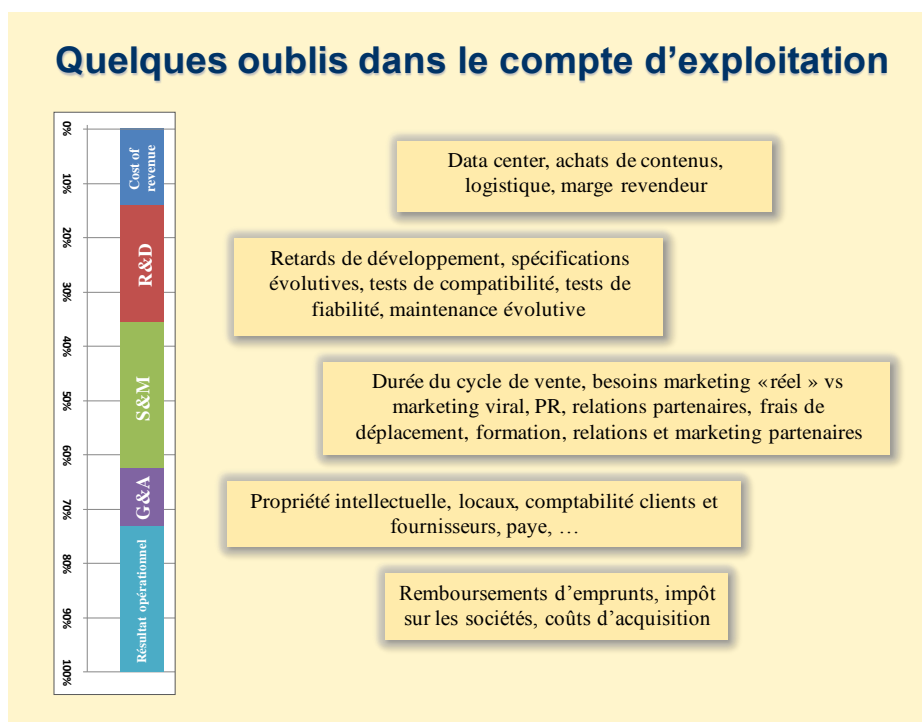 Quelques oublis dans le compte d'exploitation
0%
10%
20%
30%
40%
50%
60%
70%
80%
90%
100%
Cost of
revenue
R&D
S&M
G&A
Résultat opérationnel
Data center, achats de contenus,
logistique, marge revendeur
Retards de développement, spécifications
évolutives, tests de compatibilité, tests de
fiabilité, maintenance évolutive
Durée du cycle de vente, besoins marketing «réel » vs
marketing viral, PR, relations partenaires, frais de
déplacement, formation, relations et marketing partenaires
Propriété intellectuelle, locaux, comptabilité clients et
fournisseurs, paye, …
Remboursements d'emprunts, impôt
sur les sociétés, coûts d'acquisition